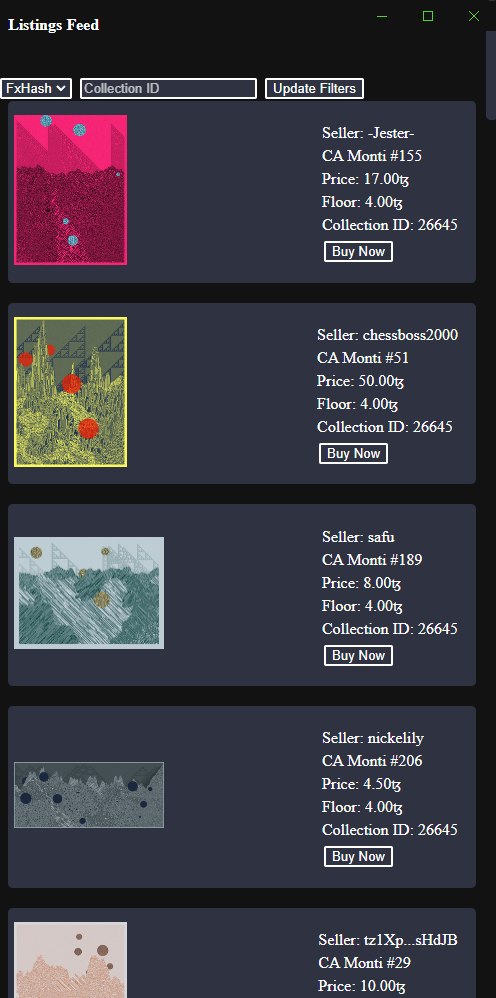 Listings Feed
FxHash Collection ID Update Filters
Seller: -Jester-
CA Monti #155
Price: 17.00ꜩ
Floor: 4.00ꜩ
Collection ID: 26645
Buy Now
Seller: chessboss2000
CA Monti #51
Price: 50.00ꜩ
Floor: 4.00ꜩ
Collection ID: 26645
Buy Now
Seller: safu
CA Monti #189
Price: 8.00ꜩ
Floor: 4.00ꜩ
Collection ID: 26645
Buy Now
Seller: nickelily
CA Monti #206
Price: 4.50ꜩ
Floor: 4.00ꜩ
Collection ID: 26645
Buy Now
Seller: tz1Xp...sHdJB
CA Monti #29
Price: 10.00ꜩ